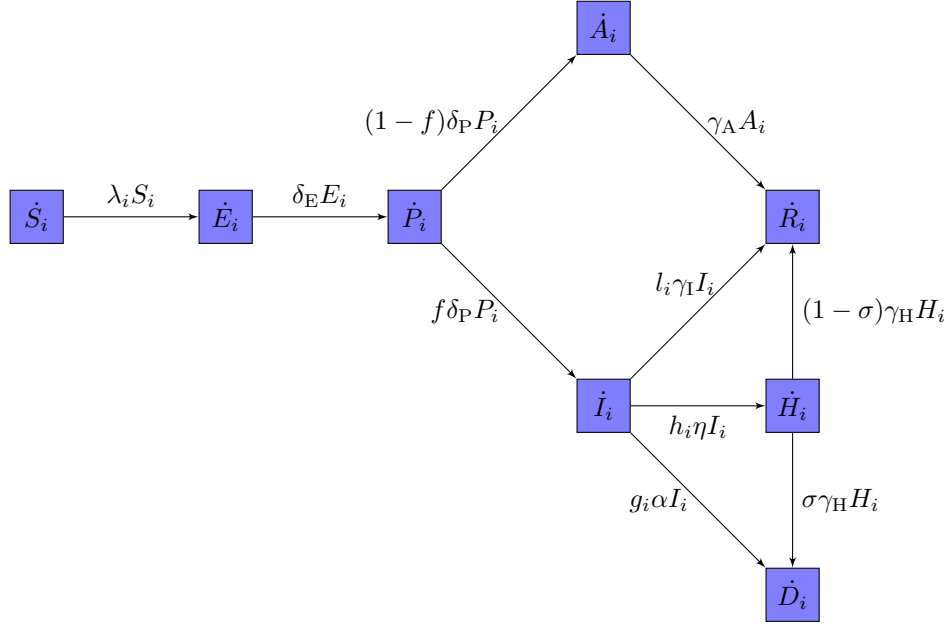 Ȧ_i
(1 − f)δ_P P_i
γ_A A_i
Ṡ_i
λ_i S_i
Ė_i
δ_E E_i
Ṗ_i
Ṙ_i
f δ_P P_i
l_i γ_I I_i
(1 − σ)γ_H H_i
İ_i
h_i η I_i
Ḣ_i
g_i α I_i
σγ_H H_i
Ḋ_i